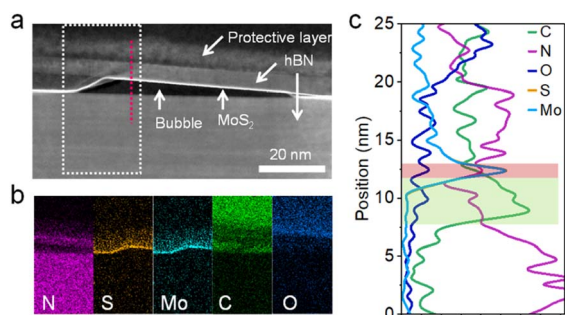 a
Protective layer
hBN
Bubble
MoS₂
20 nm
b
N
S
Mo
C
O
c
C
N
O
S
Mo
Position (nm)
25
20
15
10
5
0